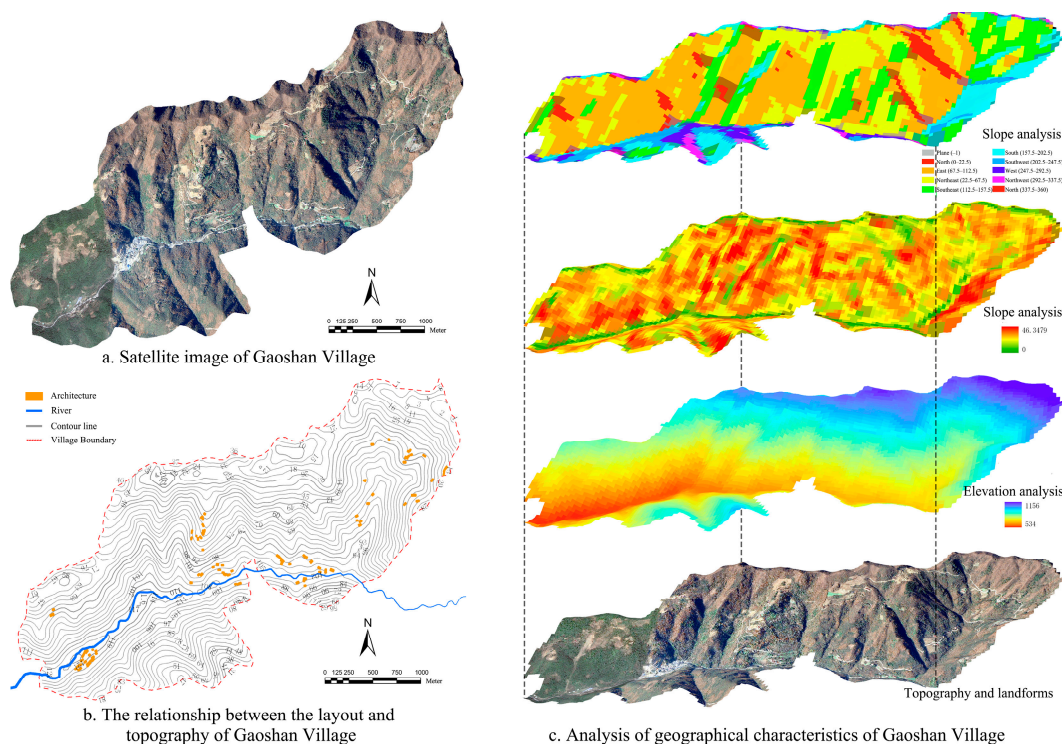 N
0 125 250 500 750 1000
Meter
a. Satellite image of Gaoshan Village
Architecture
River
Contour line
Village Boundary
N
0 125 250 500 750 1000
Meter
b. The relationship between the layout and
topography of Gaoshan Village
Slope analysis
Plane (−1)
North (0–22.5)
East (67.5–112.5)
Northeast (22.5–67.5)
Southeast (112.5–157.5)
South (157.5–202.5)
Southwest (202.5–247.5)
West (247.5–292.5)
Northwest (292.5–337.5)
North (337.5–360)
Slope analysis
46.3479
0
Elevation analysis
1156
534
Topography and landforms
c. Analysis of geographical characteristics of Gaoshan Village